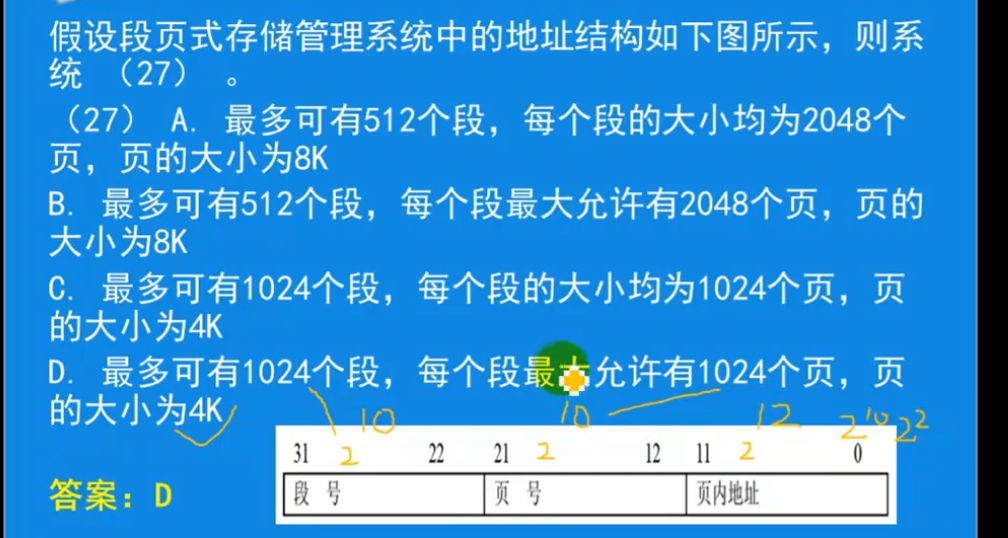 假设段页式存储管理系统中的地址结构如下图所示，则系
统 （27） 。
（27） A. 最多可有512个段，每个段的大小均为2048个
页，页的大小为8K
B. 最多可有512个段，每个段最大允许有2048个页，页的
大小为8K
C. 最多可有1024个段，每个段的大小均为1024个页，页
的大小为4K
D. 最多可有1024个段，每个段最大允许有1024个页，页
的大小为4K
10 10 12 2^10 2^2
31 2 22 21 2 12 11 2 0
段 号 页 号 页内地址
答案：D